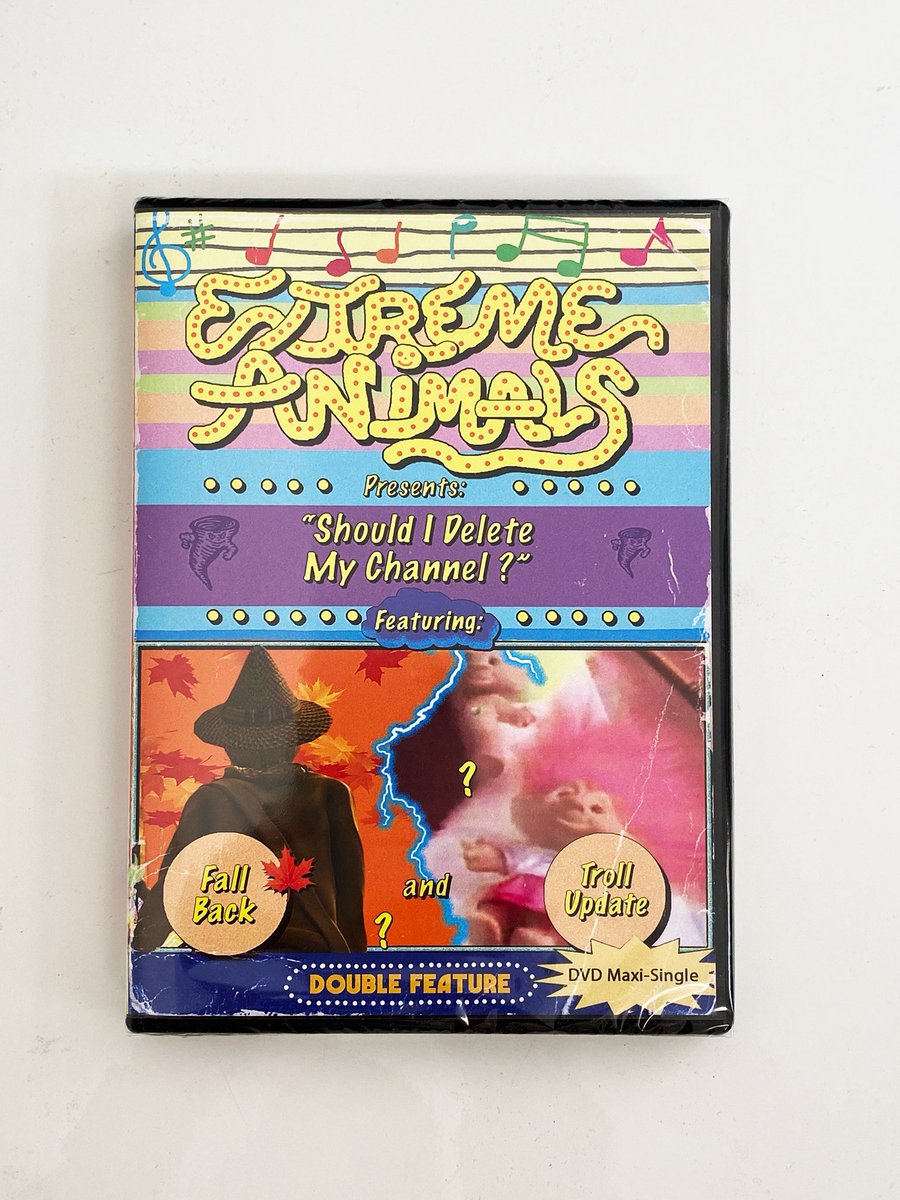 EXTREME
ANiMALS
Presents:
"Should I Delete
My Channel ?"
Featuring:
?
Fall
Back
and
?
Troll
Update
DOUBLE FEATURE
DVD Maxi-Single